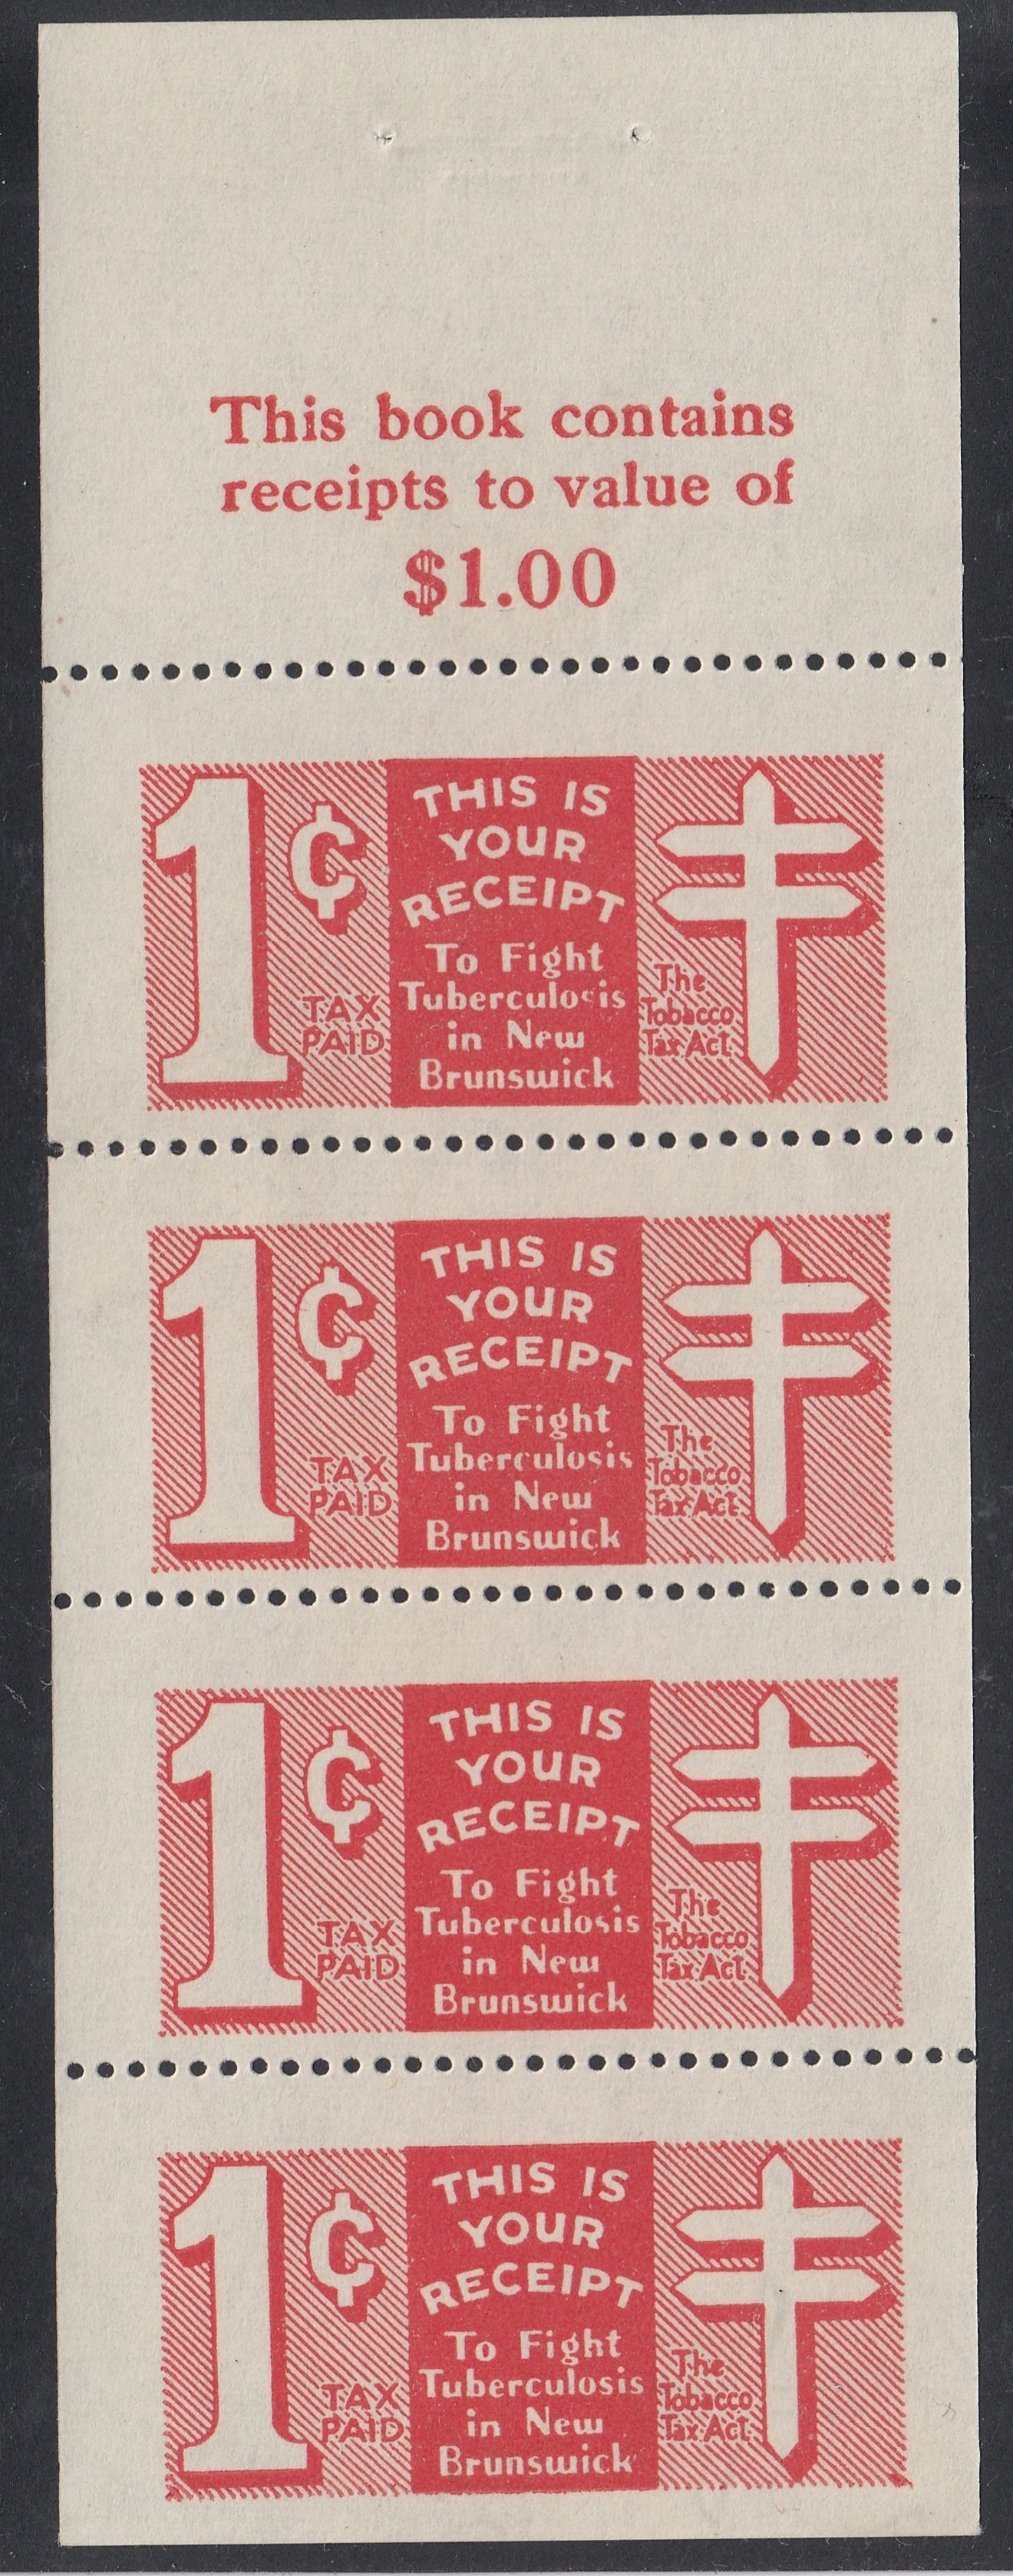 This book contains
receipts to value of
$1.00
1¢
TAX
PAID
THIS IS
YOUR
RECEIPT
To Fight
Tuberculosis
in New
Brunswick
The
Tobacco
Tax Act
1¢
TAX
PAID
THIS IS
YOUR
RECEIPT
To Fight
Tuberculosis
in New
Brunswick
The
Tobacco
Tax Act
1¢
TAX
PAID
THIS IS
YOUR
RECEIPT
To Fight
Tuberculosis
in New
Brunswick
The
Tobacco
Tax Act
1¢
TAX
PAID
THIS IS
YOUR
RECEIPT
To Fight
Tuberculosis
in New
Brunswick
The
Tobacco
Tax Act